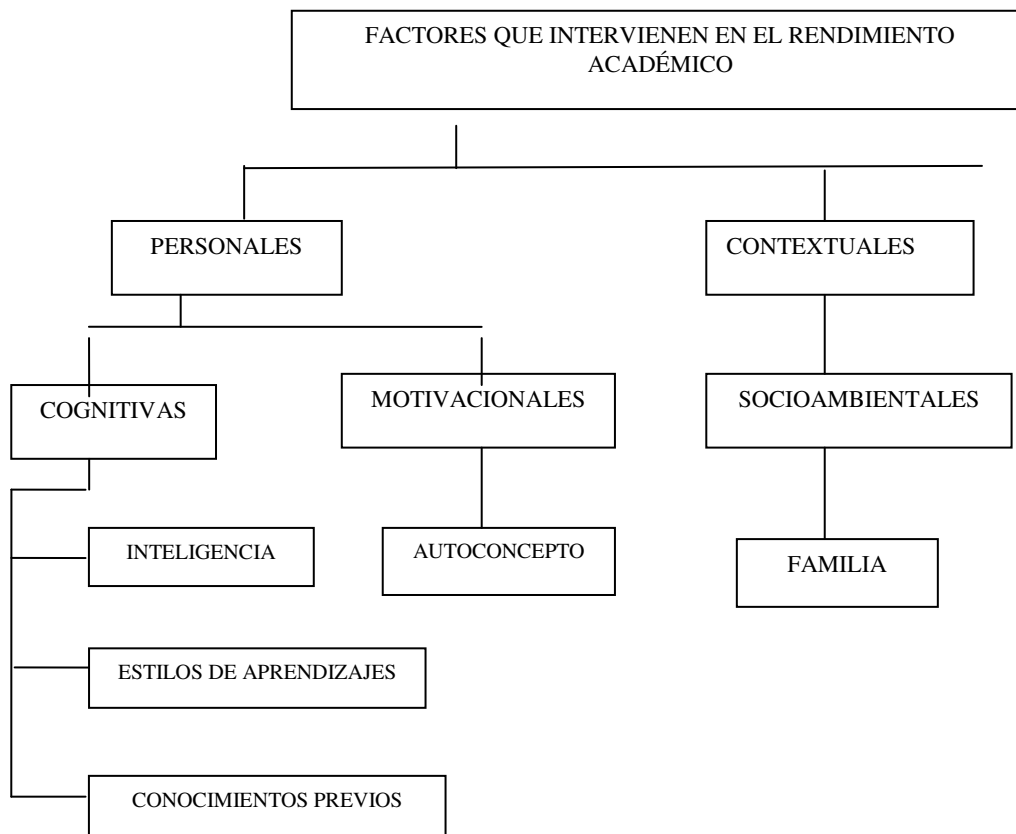 FACTORES QUE INTERVIENEN EN EL RENDIMIENTO
ACADÉMICO
PERSONALES
CONTEXTUALES
COGNITIVAS
MOTIVACIONALES
SOCIOAMBIENTALES
INTELIGENCIA
AUTOCONCEPTO
FAMILIA
ESTILOS DE APRENDIZAJES
CONOCIMIENTOS PREVIOS